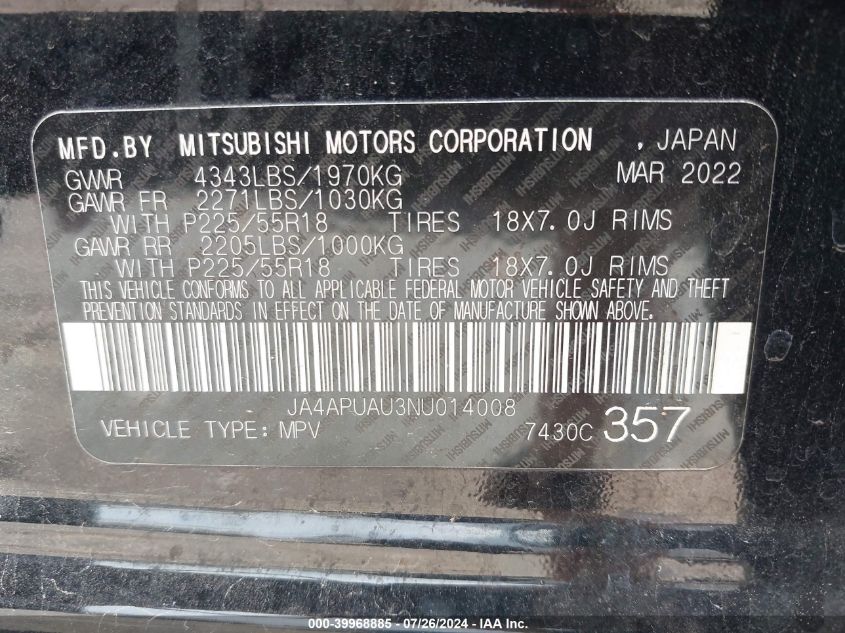 MFD.BY MITSUBISHI MOTORS CORPORATION , JAPAN
GVWR 4343LBS/1970KG MAR 2022
GAWR FR 2271LBS/1030KG
WITH P225/55R18 TIRES 18X7.0J RIMS
GAWR RR 2205LBS/1000KG
WITH P225/55R18 TIRES 18X7.0J RIMS
THIS VEHICLE CONFORMS TO ALL APPLICABLE FEDERAL MOTOR VEHICLE SAFETY AND THEFT
PREVENTION STANDARDS IN EFFECT ON THE DATE OF MANUFACTURE SHOWN ABOVE.
JA4APUAU3NU014008
VEHICLE TYPE: MPV 7430C 357
00-39968885 - 07/26/2024 - IAA Inc.